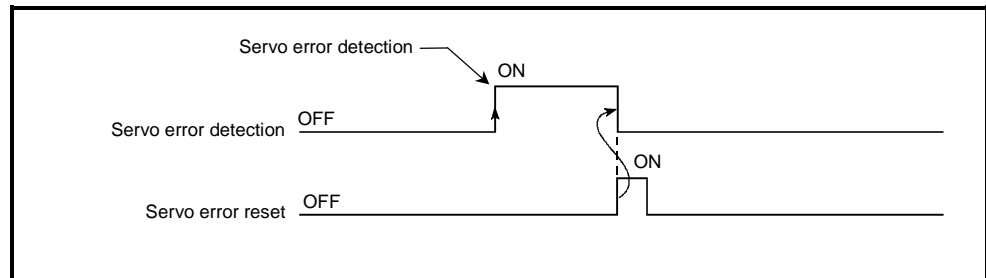 Servo error detection
ON
OFF
Servo error detection
ON
OFF
Servo error reset